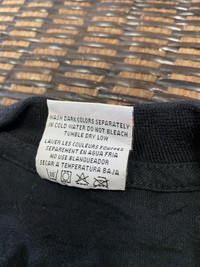 WASH DARK COLORS SEPARATELY
IN COLD WATER DO NOT BLEACH
TUMBLE DRY LOW
LAVER LES COULEURS FONCEES
SEPAREMENT EN AGUA FRIA
NO USE BLANQUEADOR
SECAR A TEMPERATURA BAJA